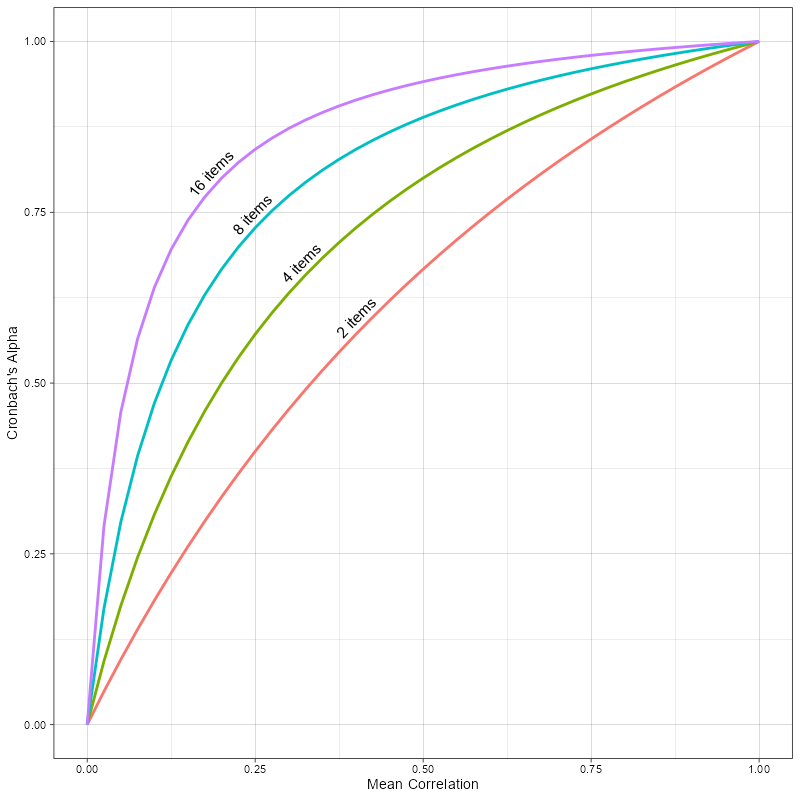 1.00
0.75
0.50
0.25
0.00
Cronbach's Alpha
16 items
8 items
4 items
2 items
0.00 0.25 0.50 0.75 1.00
Mean Correlation